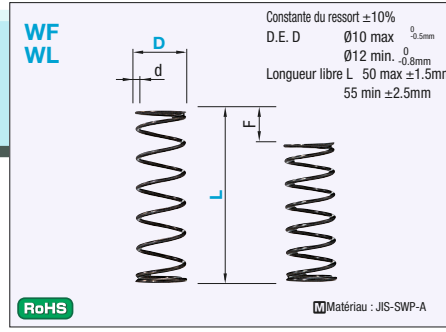 WF
WL
Constante du ressort ±10%
D.E. D Ø10 max 0 -0.5mm
Ø12 min. 0 -0.8mm
Longueur libre L 50 max ±1.5mm
55 min ±2.5mm
D
d
F
L
RoHS
M Matériau : JIS-SWP-A